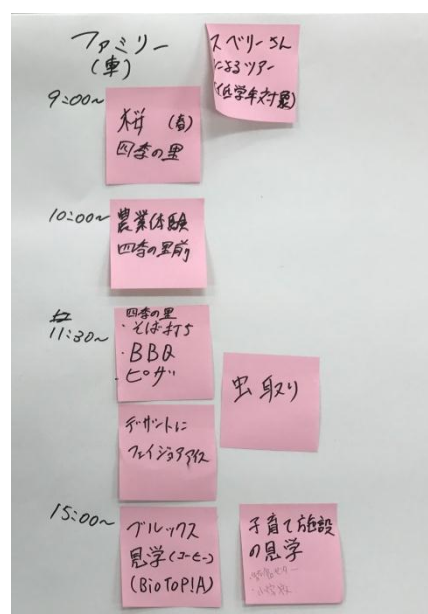 ファミリー
(車)
スベリーSん
によるツアー
(低学年対象)
9:00~
桜 (春)
四季の里
10:00~
農業体験
四季の里前
11:30~
四季の里
・そば打ち
・BBQ
・ピザ
虫取り
デザートに
フェイジョアアイス
15:00~
ブルックス
見学(コーヒー)
(BioTOP!A)
子育て施設
の見学